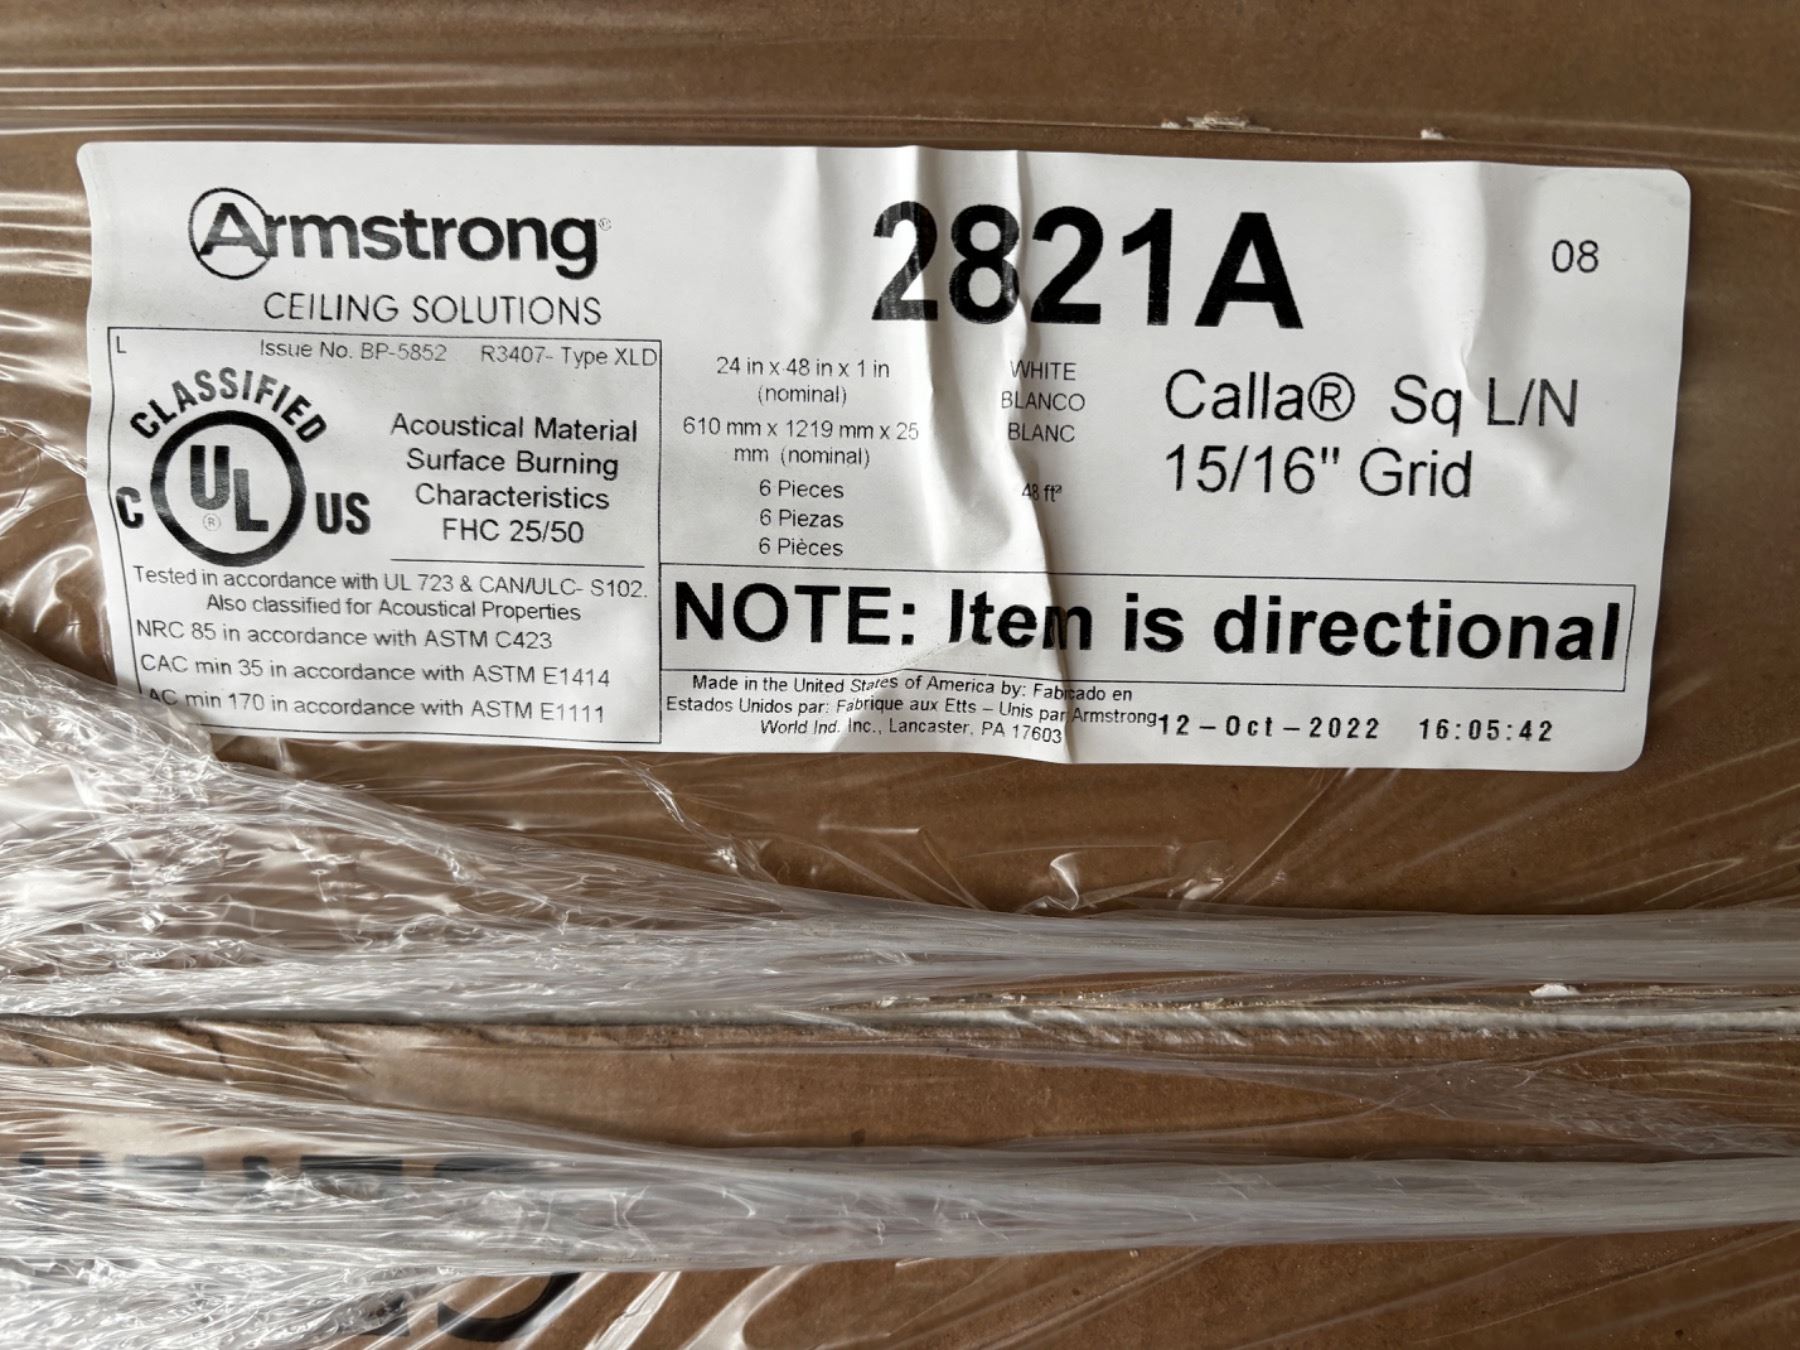 Armstrong®
CEILING SOLUTIONS
2821A
08
L
Issue No. BP-5852 R3407- Type XLD
CLASSIFIED
C UL® US
Acoustical Material
Surface Burning
Characteristics
FHC 25/50
Tested in accordance with UL 723 & CAN/ULC- S102.
Also classified for Acoustical Properties
NRC 85 in accordance with ASTM C423
CAC min 35 in accordance with ASTM E1414
AC min 170 in accordance with ASTM E1111
24 in x 48 in x 1 in
(nominal)
610 mm x 1219 mm x 25
mm (nominal)
6 Pieces
6 Piezas
6 Pièces
WHITE
BLANCO
BLANC
48 ft²
Calla® Sq L/N
15/16" Grid
NOTE: Item is directional
Made in the United States of America by: Fabricado en
Estados Unidos par: Fabrique aux Etts – Unis par Armstrong
World Ind. Inc., Lancaster, PA 17603
12-Oct-2022 16:05:42